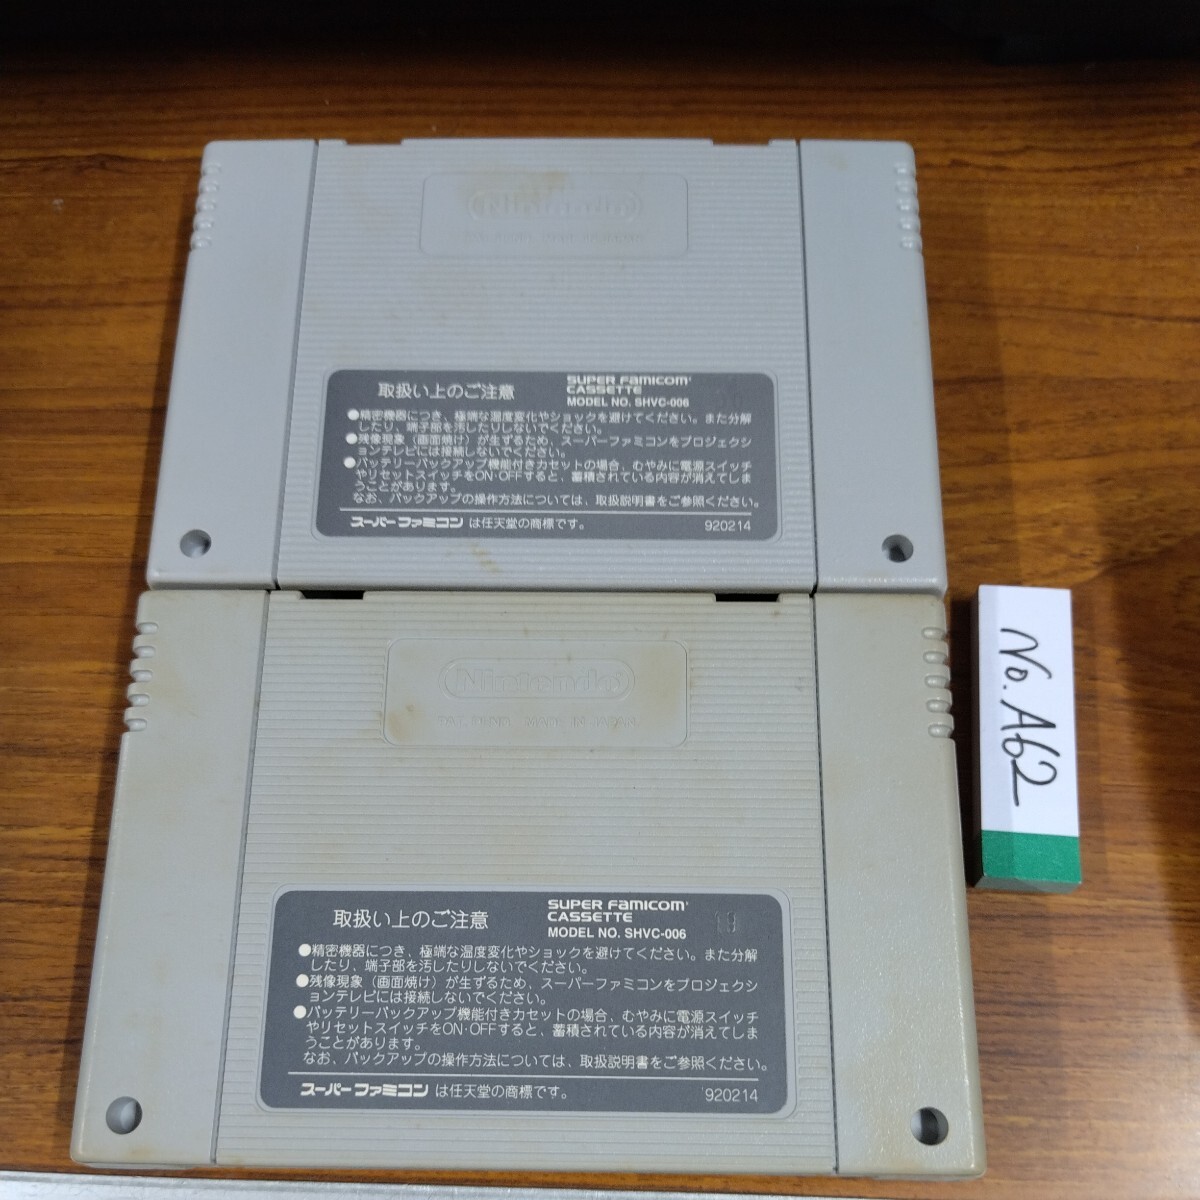 Nintendo
PAT. PEND. MADE IN JAPAN
取扱い上のご注意
SUPER FAMICOM
CASSETTE
MODEL NO. SHVC-006
●精密機器につき、極端な温度変化やショックを避けてください。また分解
したり、端子部を汚したりしないでください。
●残像現象（画面焼け）が生ずるため、スーパーファミコンをプロジェクシ
ョンテレビには接続しないでください。
●バッテリーバックアップ機能付きカセットの場合、むやみに電源スイッチ
やリセットスイッチをON·OFFすると、蓄積されている内容が消えてしま
うことがあります。
なお、バックアップの操作方法については、取扱説明書をご参照ください。
スーパーファミコン は任天堂の商標です。
920214
Nintendo
PAT. PEND. MADE IN JAPAN
取扱い上のご注意
SUPER FAMICOM
CASSETTE
MODEL NO. SHVC-006
●精密機器につき、極端な温度変化やショックを避けてください。また分解
したり、端子部を汚したりしないでください。
●残像現象（画面焼け）が生ずるため、スーパーファミコンをプロジェクシ
ョンテレビには接続しないでください。
●バッテリーバックアップ機能付きカセットの場合、むやみに電源スイッチ
やリセットスイッチをON·OFFすると、蓄積されている内容が消えてしま
うことがあります。
なお、バックアップの操作方法については、取扱説明書をご参照ください。
スーパーファミコン は任天堂の商標です。
920214
No. A62